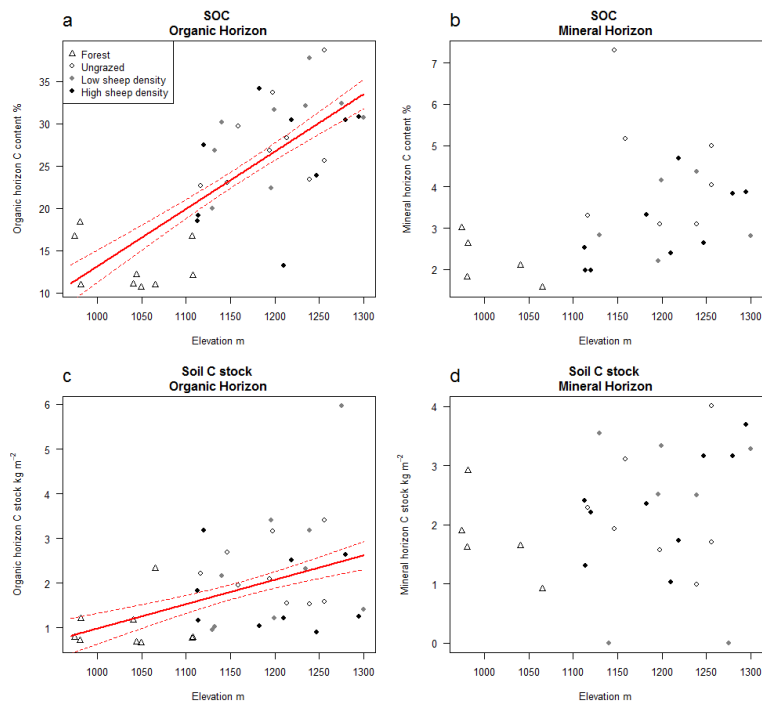 a
SOC
Organic Horizon
Forest
Ungrazed
Low sheep density
High sheep density
Organic horizon C content %
35
30
25
20
15
10
1000 1050 1100 1150 1200 1250 1300
Elevation m
b
SOC
Mineral Horizon
Mineral horizon C content %
7
6
5
4
3
2
1000 1050 1100 1150 1200 1250 1300
Elevation m
c
Soil C stock
Organic Horizon
Organic horizon C stock kg m⁻²
6
5
4
3
2
1
1000 1050 1100 1150 1200 1250 1300
Elevation m
d
Soil C stock
Mineral Horizon
Mineral horizon C stock kg m⁻²
4
3
2
1
0
1000 1050 1100 1150 1200 1250 1300
Elevation m